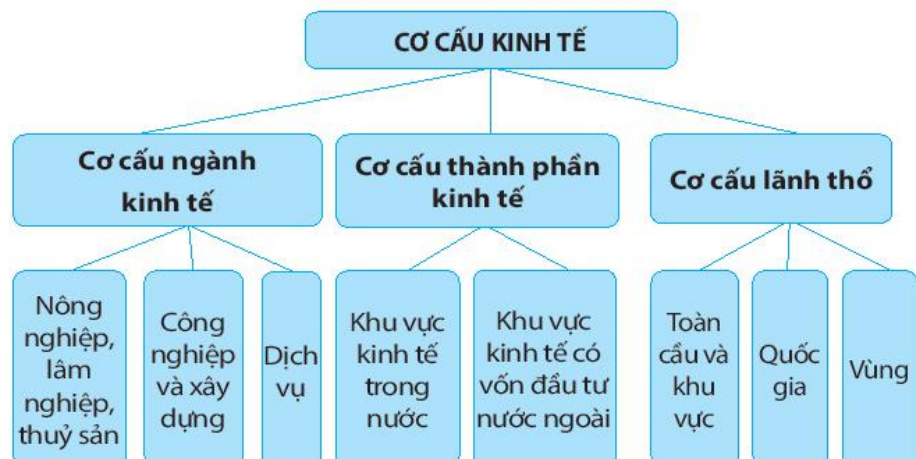 CƠ CẤU KINH TẾ
Cơ cấu ngành
kinh tế
Cơ cấu thành phần
kinh tế
Cơ cấu lãnh thổ
Nông
nghiệp,
lâm
nghiệp,
thuỷ sản
Công
nghiệp
và xây
dựng
Dịch
vụ
Khu vực
kinh tế
trong
nước
Khu vực
kinh tế có
vốn đầu tư
nước ngoài
Toàn
cầu và
khu
vực
Quốc
gia
Vùng